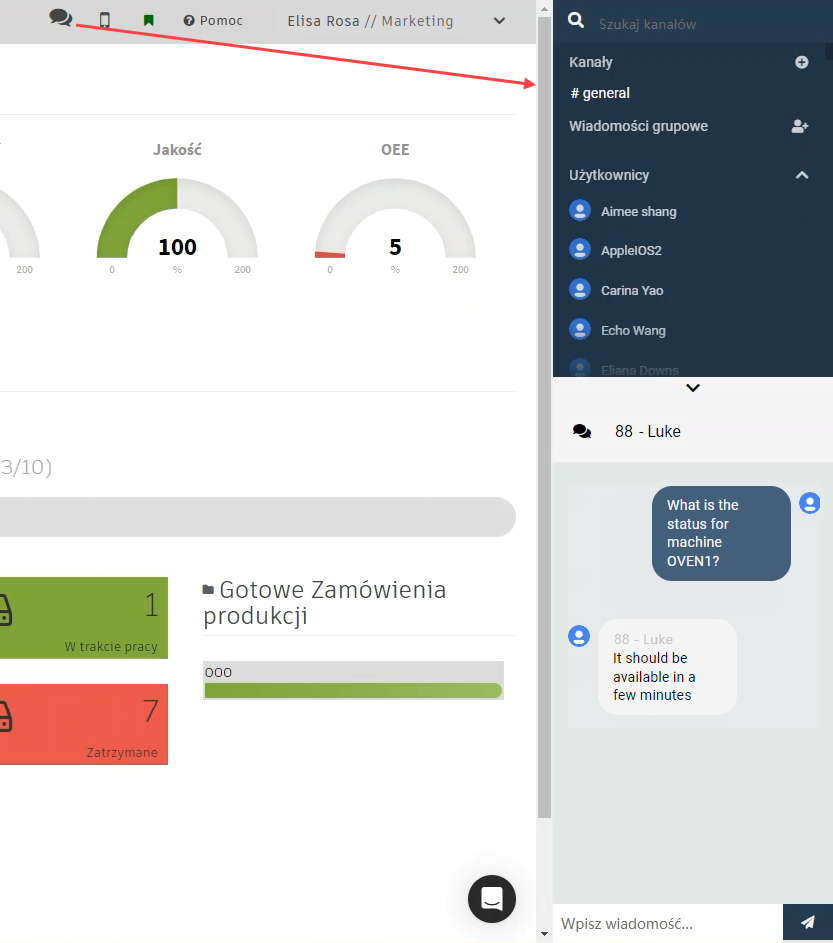 Pomoc
Elisa Rosa // Marketing
Jakość
OEE
200
100
0
%
200
5
0
%
200
3/10)
1
W trakcie pracy
7
Zatrzymane
Gotowe Zamówienia
produkcji
000
Szukaj kanałów
Kanały
# general
Wiadomości grupowe
Użytkownicy
Aimee shang
AppleIOS2
Carina Yao
Echo Wang
Eliana Downs
88 - Luke
What is the
status for
machine
OVEN1?
88 - Luke
It should be
available in a
few minutes
Wpisz wiadomość...